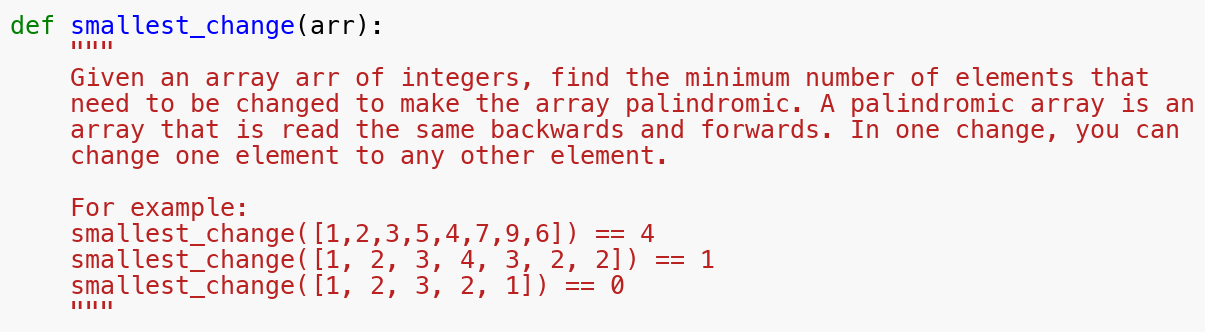 def smallest_change(arr):
    """
    Given an array arr of integers, find the minimum number of elements that
    need to be changed to make the array palindromic. A palindromic array is an
    array that is read the same backwards and forwards. In one change, you can
    change one element to any other element.

    For example:
    smallest_change([1,2,3,5,4,7,9,6]) == 4
    smallest_change([1, 2, 3, 4, 3, 2, 2]) == 1
    smallest_change([1, 2, 3, 2, 1]) == 0
    """